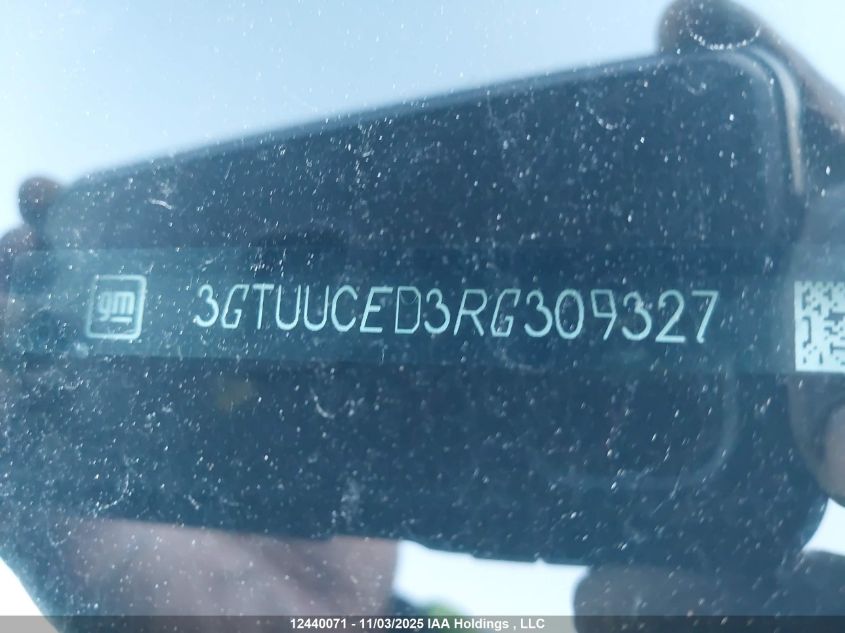 gm 3GTUUCED3RG309327
12440071 - 11/03/2025 IAA Holdings , LLC